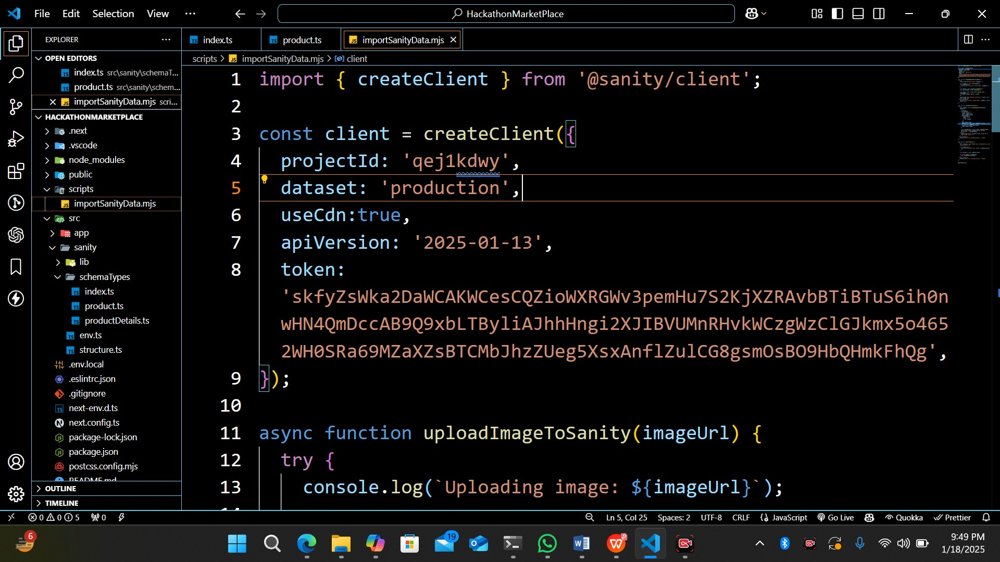 File Edit Selection View ··· HackathonMarketPlace
EXPLORER ···
OPEN EDITORS
index.ts src\sanity\schemaT...
product.ts src\sanity\schem...
importSanityData.mjs scri...
HACKATHONMARKETPLACE
.next
.vscode
node_modules
public
scripts
importSanityData.mjs
src
app
sanity
lib
schemaTypes
index.ts
product.ts
productDetails.ts
env.ts
structure.ts
.env.local
.eslintrc.json
.gitignore
next-env.d.ts
next.config.ts
package-lock.json
package.json
postcss.config.mjs
README.md
OUTLINE
TIMELINE
index.ts product.ts importSanityData.mjs
scripts > importSanityData.mjs > client
1 import { createClient } from '@sanity/client';
2
3 const client = createClient({
4 projectId: 'qej1kdwy',
5 dataset: 'production',
6 useCdn:true,
7 apiVersion: '2025-01-13',
8 token:
'skfyZsWka2DaWCAKWCesCQZioWXRGWv3pemHu7S2KjXZRAvbBTiBTuS6ih0n
wHN4QmDccAB9Q9xbLTByliAJhhHngi2XJIBVUMnRHvkWCzgWzClGJkmx5o465
2WH0SRa69MZaXZsBTCMbJhzZUeg5XsxAnflZulCG8gsmOsBO9HbQHmkFhQg',
9 });
10
11 async function uploadImageToSanity(imageUrl) {
12 try {
13 console.log(`Uploading image: ${imageUrl}`);
0 0 5 0 Ln 5, Col 25 Spaces: 2 UTF-8 CRLF JavaScript Go Live Quokka Prettier
6 19 9:49 PM
1/18/2025